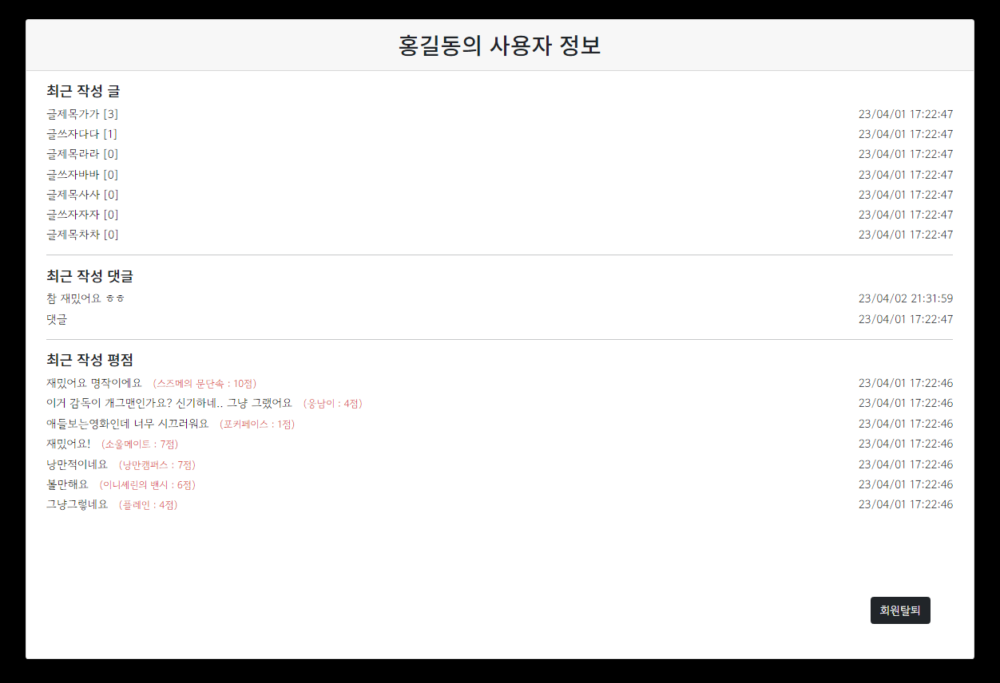 홍길동의 사용자 정보
최근 작성 글
글제목가가 [3] 23/04/01 17:22:47
글쓰자다다 [1] 23/04/01 17:22:47
글제목라라 [0] 23/04/01 17:22:47
글쓰자바바 [0] 23/04/01 17:22:47
글제목사사 [0] 23/04/01 17:22:47
글쓰자자자 [0] 23/04/01 17:22:47
글제목차차 [0] 23/04/01 17:22:47
최근 작성 댓글
참 재밌어요 ㅎㅎ 23/04/02 21:31:59
댓글 23/04/01 17:22:47
최근 작성 평점
재밌어요 명작이에요 (스즈메의 문단속 : 10점) 23/04/01 17:22:46
이거 감독이 개그맨인가요? 신기하네.. 그냥 그랬어요 (웅남이 : 4점) 23/04/01 17:22:46
애들보는영화인데 너무 시끄러워요 (포커페이스 : 1점) 23/04/01 17:22:46
재밌어요! (소울메이트 : 7점) 23/04/01 17:22:46
낭만적이네요 (낭만캠퍼스 : 7점) 23/04/01 17:22:46
볼만해요 (이니셰린의 밴시 : 6점) 23/04/01 17:22:46
그냥그렇네요 (플레인 : 4점) 23/04/01 17:22:46
회원탈퇴